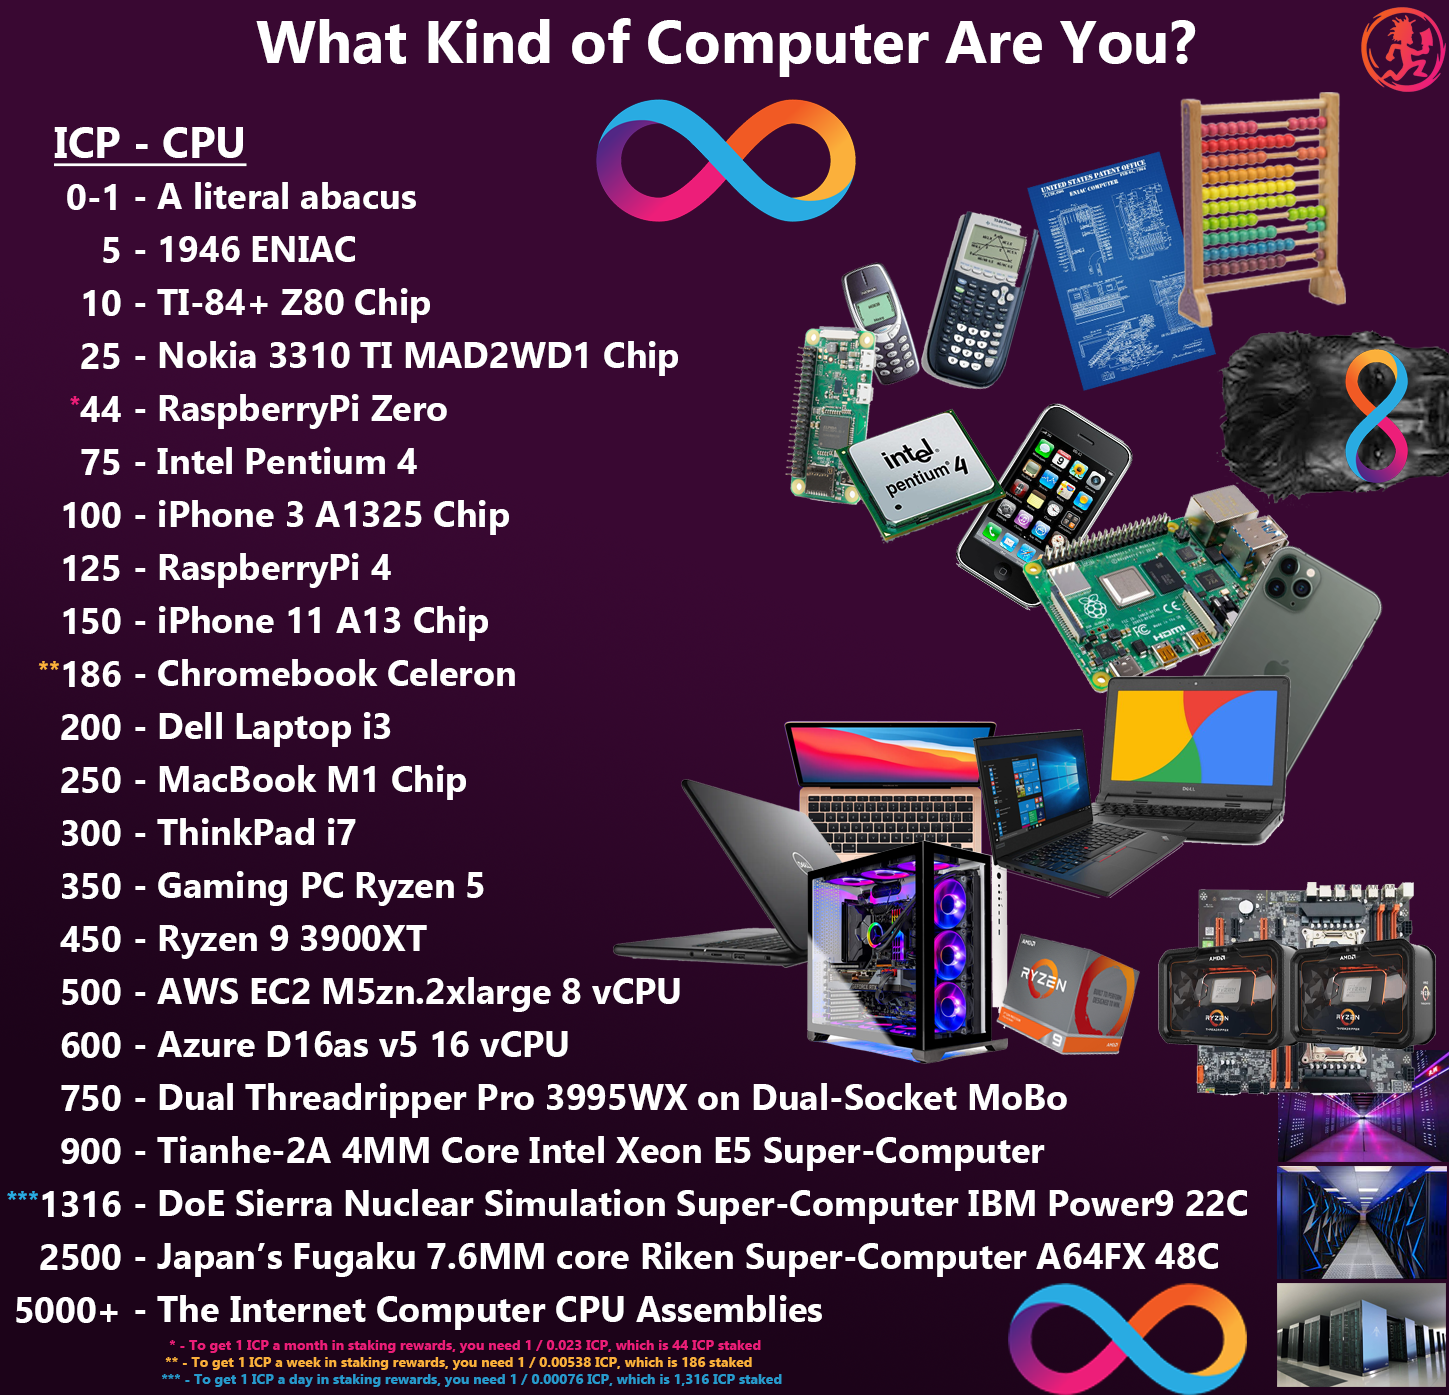 What Kind of Computer Are You?
ICP - CPU
0-1 - A literal abacus
5 - 1946 ENIAC
10 - TI-84+ Z80 Chip
25 - Nokia 3310 TI MAD2WD1 Chip
*44 - RaspberryPi Zero
75 - Intel Pentium 4
100 - iPhone 3 A1325 Chip
125 - RaspberryPi 4
150 - iPhone 11 A13 Chip
**186 - Chromebook Celeron
200 - Dell Laptop i3
250 - MacBook M1 Chip
300 - ThinkPad i7
350 - Gaming PC Ryzen 5
450 - Ryzen 9 3900XT
500 - AWS EC2 M5zn.2xlarge 8 vCPU
600 - Azure D16as v5 16 vCPU
750 - Dual Threadripper Pro 3995WX on Dual-Socket MoBo
900 - Tianhe-2A 4MM Core Intel Xeon E5 Super-Computer
***1316 - DoE Sierra Nuclear Simulation Super-Computer IBM Power9 22C
2500 - Japan's Fugaku 7.6MM core Riken Super-Computer A64FX 48C
5000+ - The Internet Computer CPU Assemblies
* - To get 1 ICP a month in staking rewards, you need 1 / 0.023 ICP, which is 44 ICP staked
** - To get 1 ICP a week in staking rewards, you need 1 / 0.00538 ICP, which is 186 staked
*** - To get 1 ICP a day in staking rewards, you need 1 / 0.00076 ICP, which is 1,316 ICP staked
UNITED STATES PATENT OFFICE
ENIAC COMPUTER
NOKIA
intel
pentium 4
HDMI
DELL
AMD
RYZEN
9
AMD
AMD
AMD
RYZEN
THREADRIPPER
RYZEN
THREADRIPPER